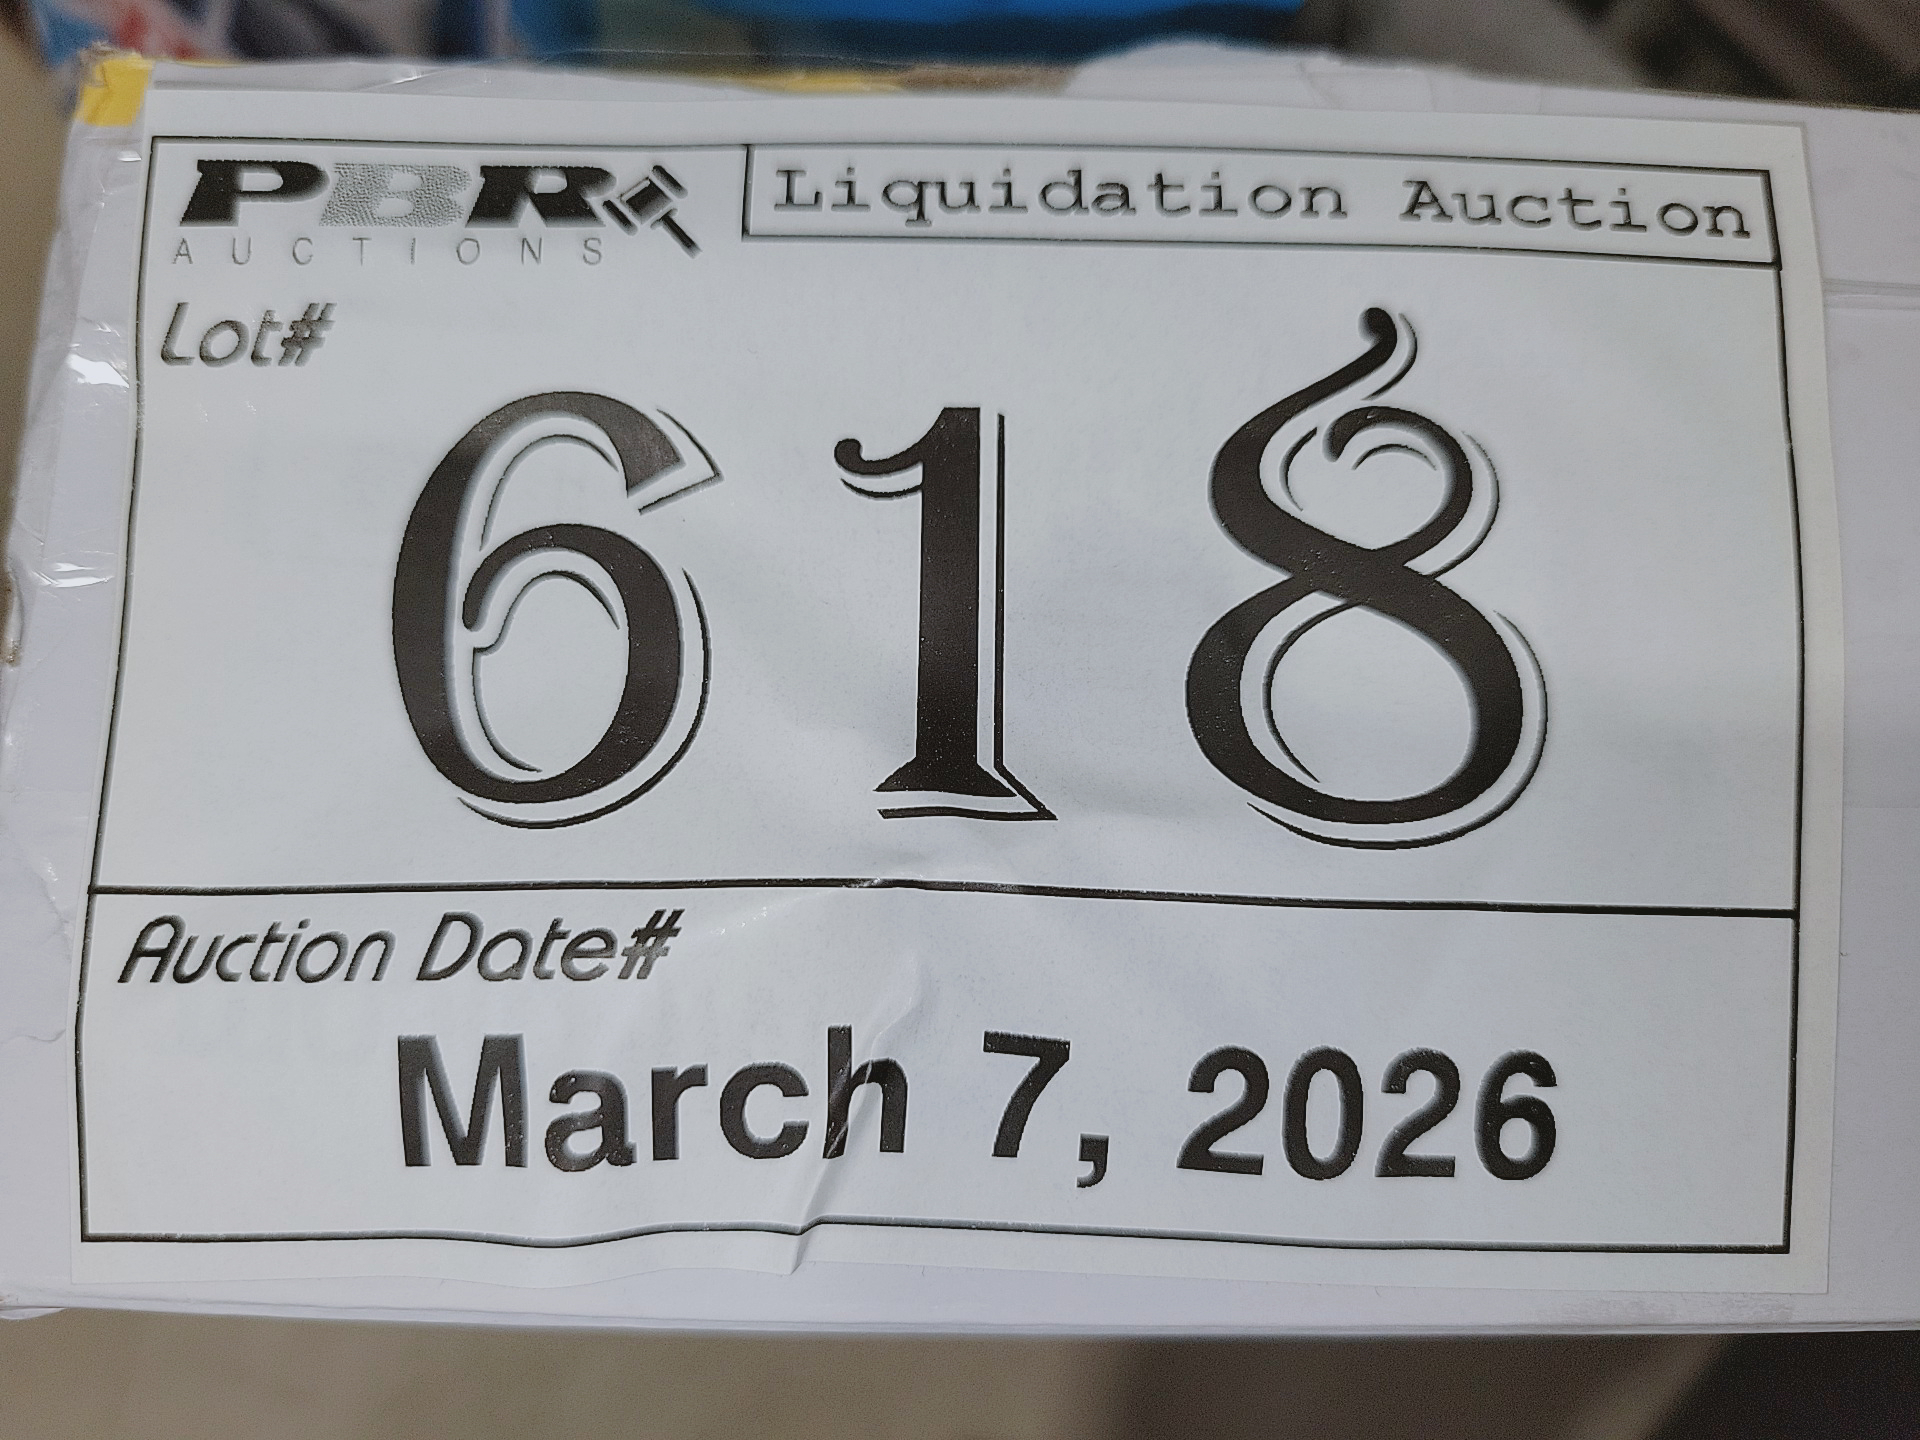 PBR
AUCTIONS
Liquidation Auction
Lot#
618
Auction Date#
March 7, 2026